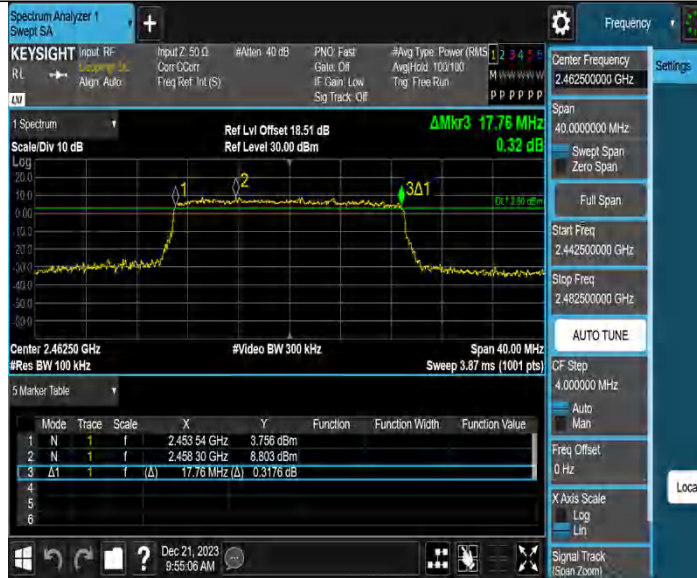 Spectrum Analyzer 1
Swept SA
+
Frequency
KEYSIGHT Input: RF
RL
Align: Auto
Input Z: 50 Ω
Corr CCorr
Freq Ref: Int (S)
#Atten: 40 dB
PNO: Fast
Gate: Off
IF Gain: Low
Sig Track: Off
#Avg Type: Power (RMS
Avg|Hold: 100/100
Trig: Free Run
1 2 3 4 5 6
M W W W W W
P P P P P P
LXI
1 Spectrum
Scale/Div 10 dB
Ref Lvl Offset 18.51 dB
Ref Level 30.00 dBm
ΔMkr3 17.76 MHz
0.32 dB
Log
20.0
10.0
0.00
-10.0
-20.0
-30.0
-40.0
-50.0
-60.0
1
2
3Δ1
Center 2.46250 GHz
#Res BW 100 kHz
#Video BW 300 kHz
Span 40.00 MHz
Sweep 3.87 ms (1001 pts)
5 Marker Table
Mode Trace Scale X Y Function Function Width Function Value
1 N 1 f 2.453 54 GHz 3.756 dBm
2 N 1 f 2.458 30 GHz 8.803 dBm
3 Δ1 1 f (Δ) 17.76 MHz (Δ) 0.3176 dB
4
5
6
?
Dec 21, 2023
9:55:06 AM
Center Frequency
2.462500000 GHz
Settings
Span
40.0000000 MHz
Swept Span
Zero Span
Full Span
Start Freq
2.442500000 GHz
Stop Freq
2.482500000 GHz
AUTO TUNE
CF Step
4.000000 MHz
Auto
Man
Freq Offset
0 Hz
Loca
X Axis Scale
Log
Lin
Signal Track
(Span Zoom)